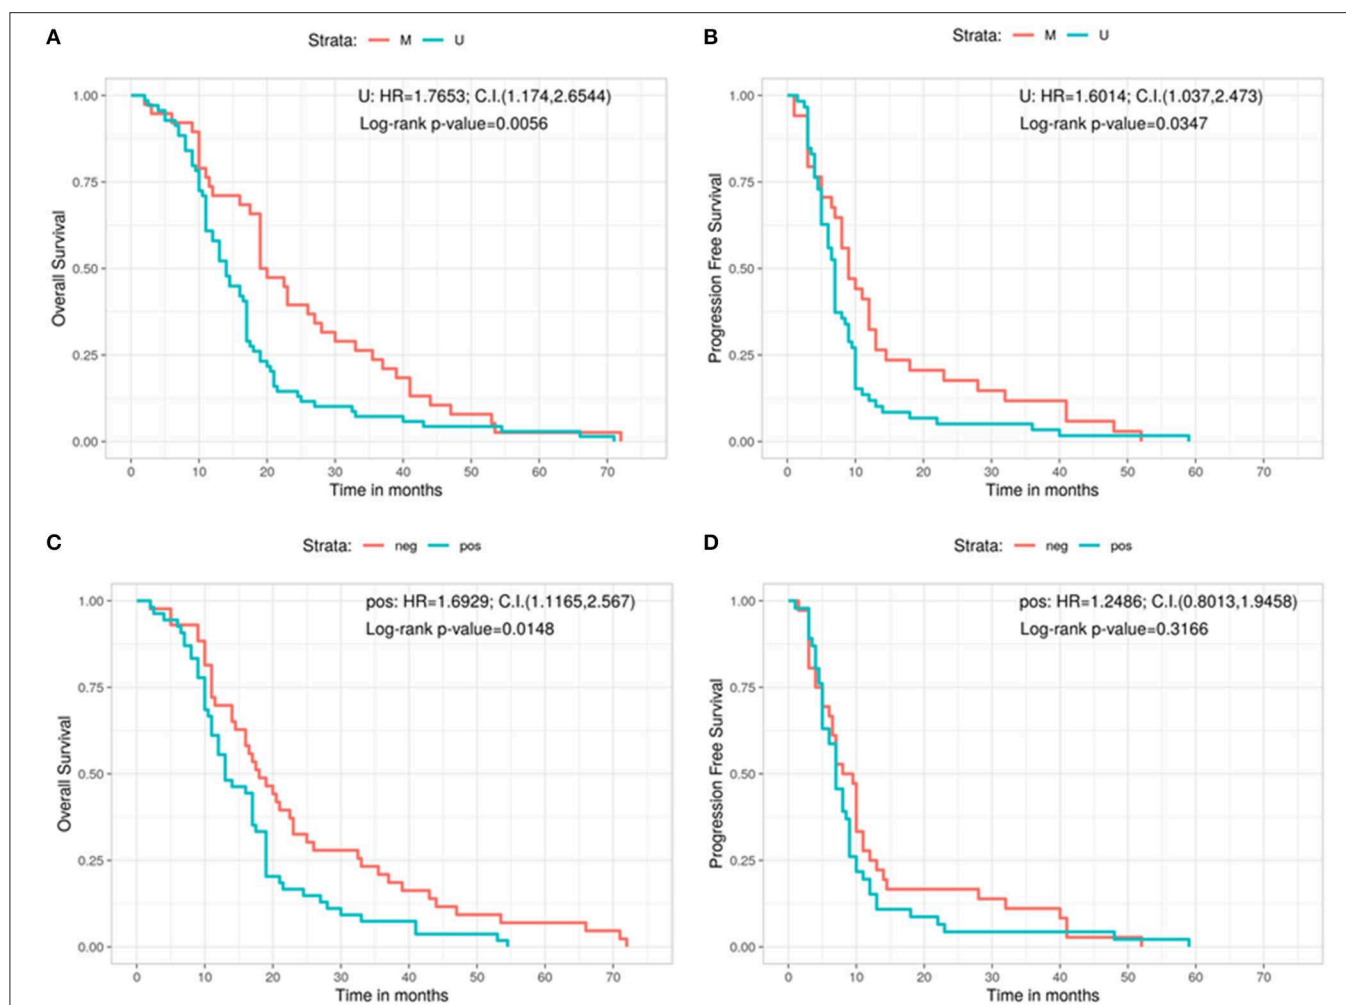 A
Strata: M U
U: HR=1.7653; C.I.(1.174,2.6544)
Log-rank p-value=0.0056
Overall Survival
1.00
0.75
0.50
0.25
0.00
0 10 20 30 40 50 60 70
Time in months
B
Strata: M U
U: HR=1.6014; C.I.(1.037,2.473)
Log-rank p-value=0.0347
Progression Free Survival
1.00
0.75
0.50
0.25
0.00
0 10 20 30 40 50 60 70
Time in months
C
Strata: neg pos
pos: HR=1.6929; C.I.(1.1165,2.567)
Log-rank p-value=0.0148
Overall Survival
1.00
0.75
0.50
0.25
0.00
0 10 20 30 40 50 60 70
Time in months
D
Strata: neg pos
pos: HR=1.2486; C.I.(0.8013,1.9458)
Log-rank p-value=0.3166
Progression Free Survival
1.00
0.75
0.50
0.25
0.00
0 10 20 30 40 50 60 70
Time in months